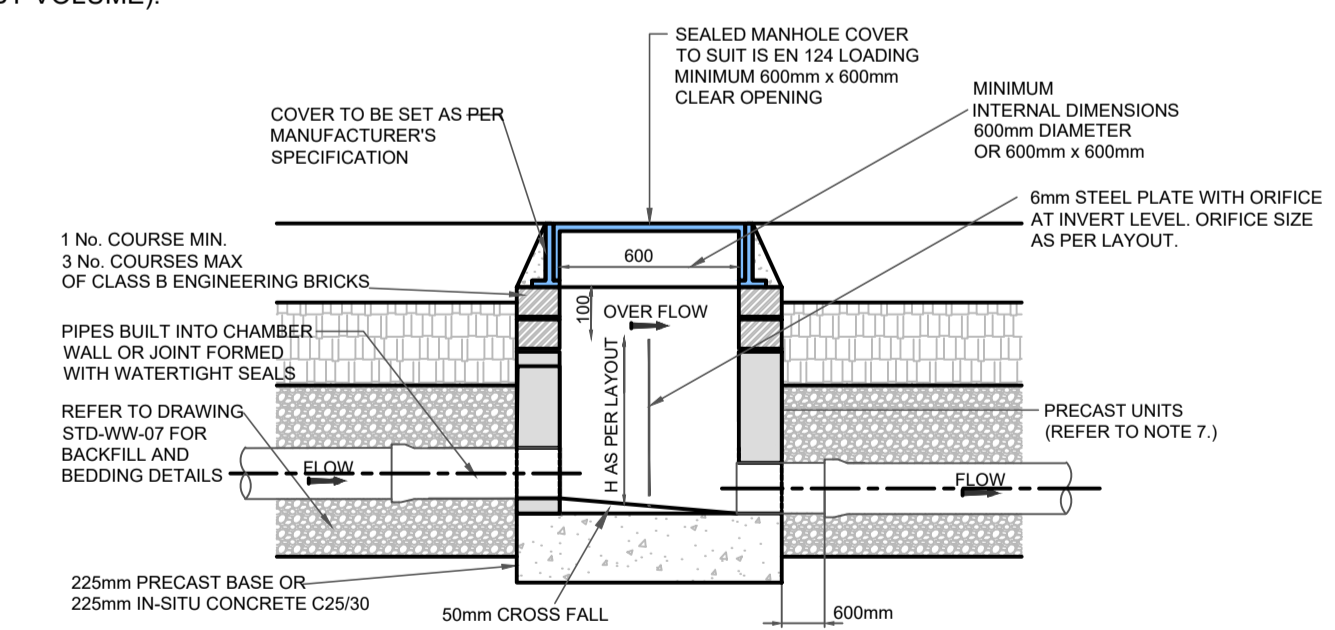 SEALED MANHOLE COVER
TO SUIT IS EN 124 LOADING
MINIMUM 600mm x 600mm
CLEAR OPENING
MINIMUM
INTERNAL DIMENSIONS
600mm DIAMETER
OR 600mm x 600mm
COVER TO BE SET AS PER
MANUFACTURER'S
SPECIFICATION
6mm STEEL PLATE WITH ORIFICE
AT INVERT LEVEL. ORIFICE SIZE
AS PER LAYOUT.
1 No. COURSE MIN.
3 No. COURSES MAX
OF CLASS B ENGINEERING BRICKS
600
100
OVER FLOW
H AS PER LAYOUT
PIPES BUILT INTO CHAMBER
WALL OR JOINT FORMED
WITH WATERTIGHT SEALS
REFER TO DRAWING
STD-WW-07 FOR
BACKFILL AND
BEDDING DETAILS
FLOW
PRECAST UNITS
(REFER TO NOTE 7.)
FLOW
225mm PRECAST BASE OR
225mm IN-SITU CONCRETE C25/30
50mm CROSS FALL
600mm